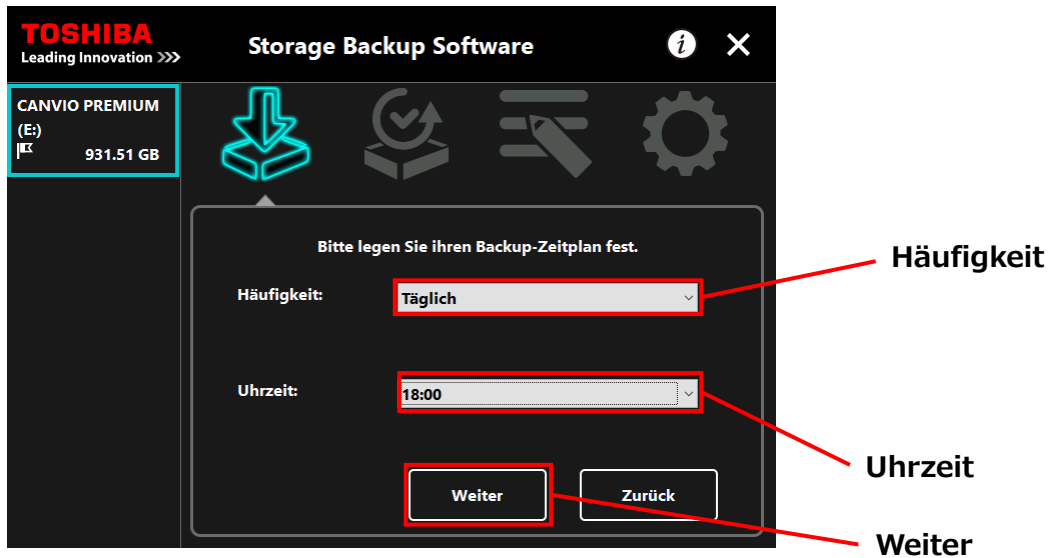 TOSHIBA
Leading Innovation >>>
Storage Backup Software
i
CANVIO PREMIUM
(E:)
931.51 GB
Bitte legen Sie ihren Backup-Zeitplan fest.
Häufigkeit:
Täglich
Häufigkeit
Uhrzeit:
18:00
Uhrzeit
Weiter
Zurück
Weiter